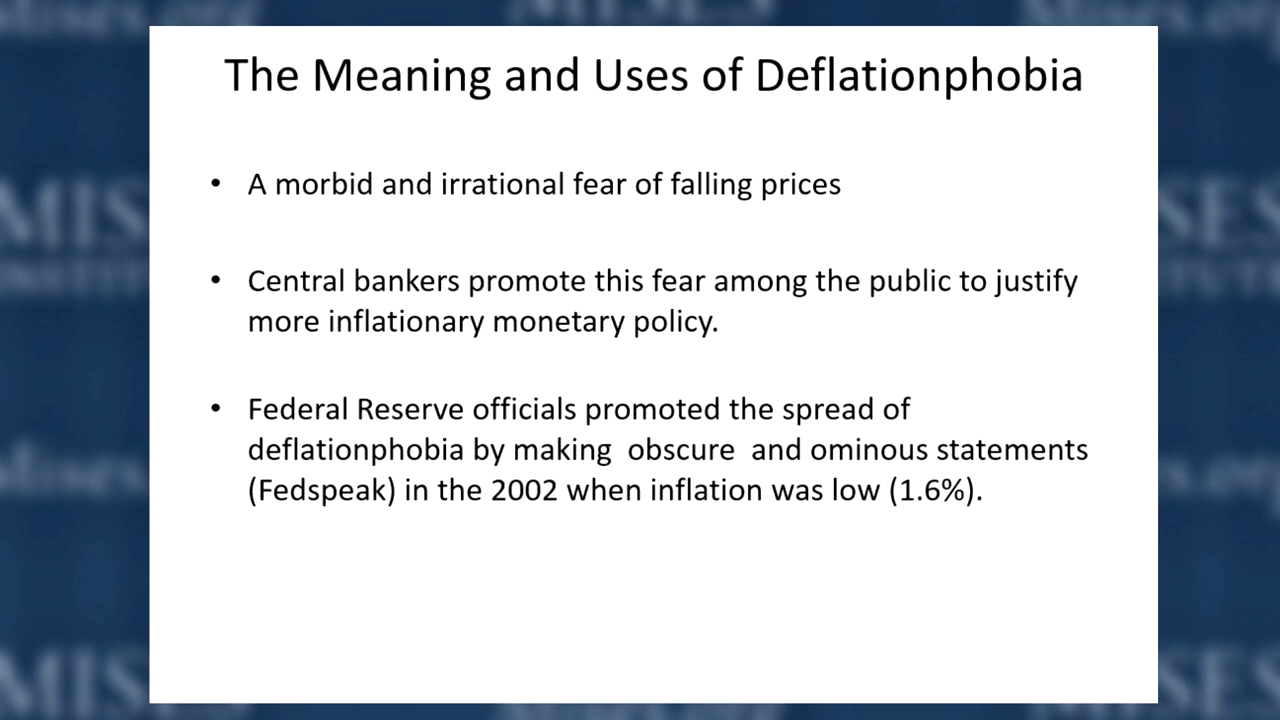 The Meaning and Uses of Deflationphobia
• A morbid and irrational fear of falling prices
• Central bankers promote this fear among the public to justify
more inflationary monetary policy.
• Federal Reserve officials promoted the spread of
deflationphobia by making  obscure  and ominous statements
(Fedspeak) in the 2002 when inflation was low (1.6%).